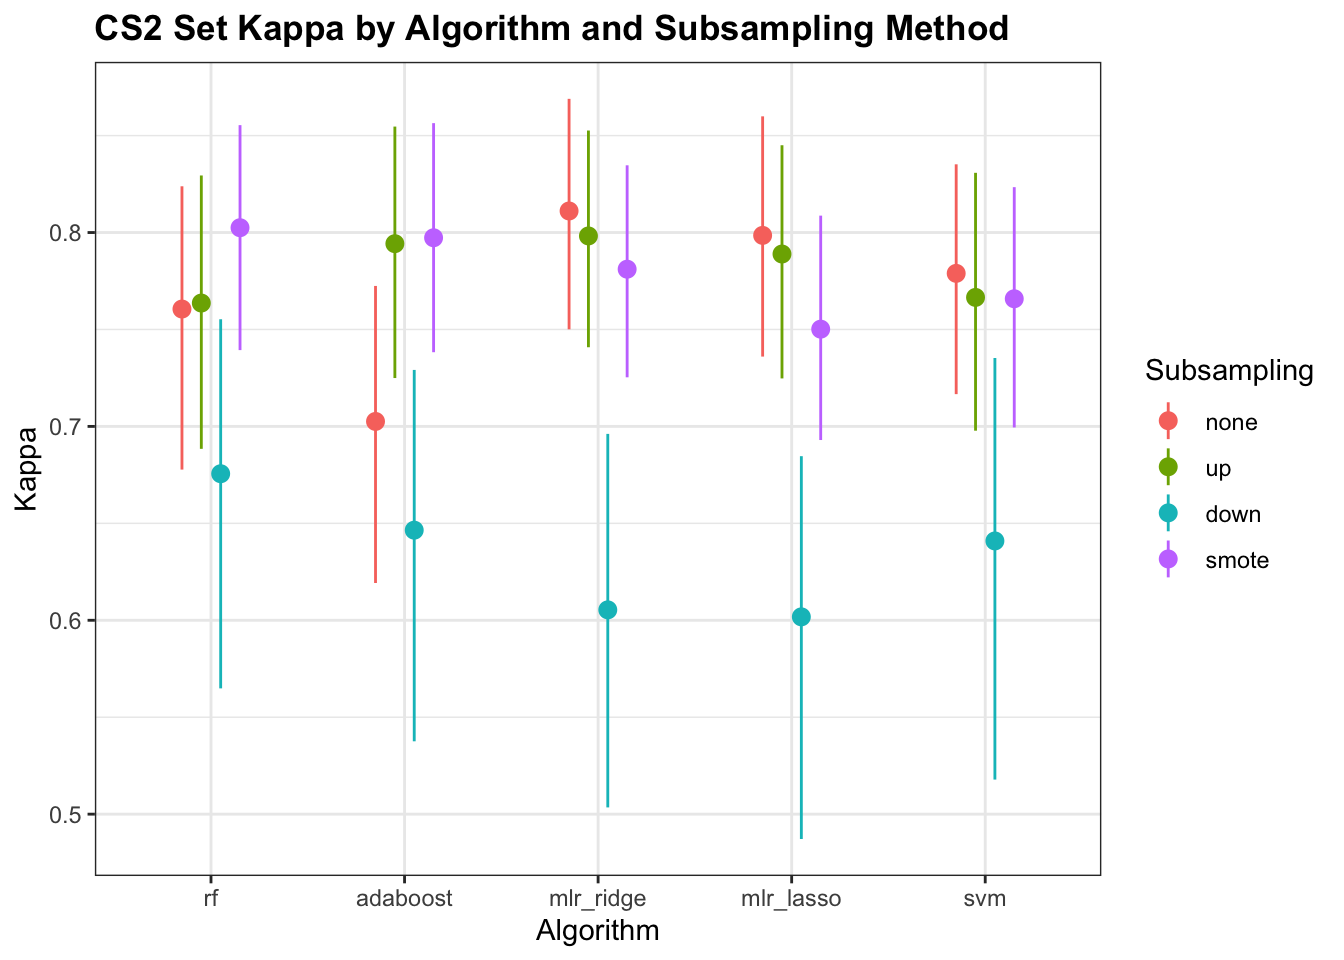 CS2 Set Kappa by Algorithm and Subsampling Method
Kappa
0.8
0.7
0.6
0.5
rf
adaboost
mlr_ridge
mlr_lasso
svm
Algorithm
Subsampling
none
up
down
smote